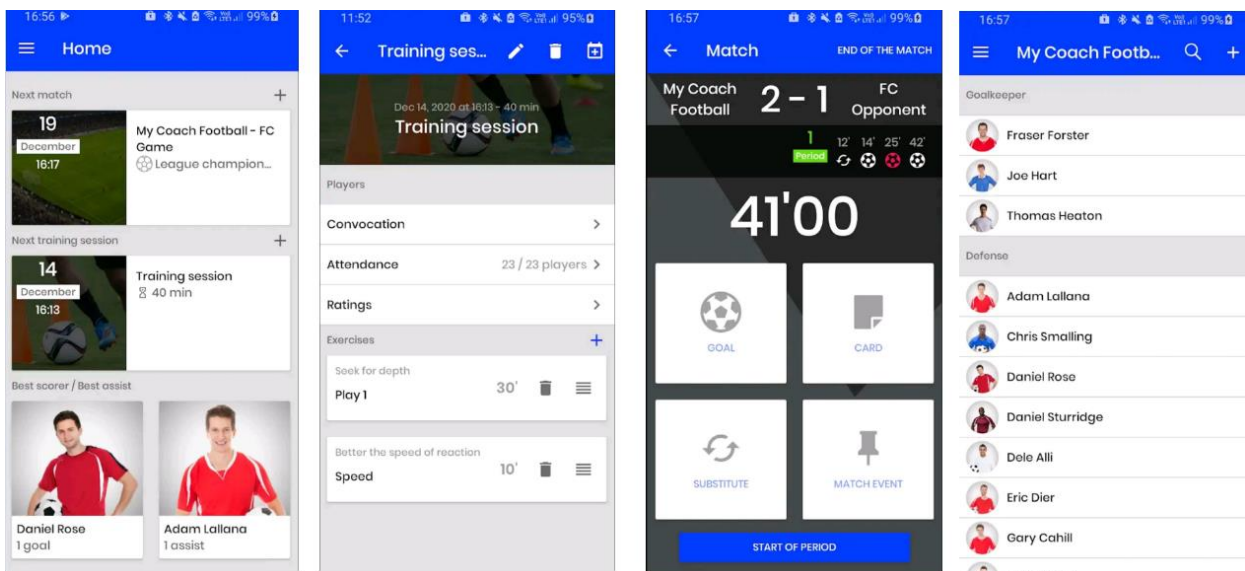 16:56
99%
Home
Next match
+
19
December
16:17
My Coach Football - FC
Game
League champion...
Next training session
+
14
December
16:13
Training session
40 min
Best scorer / Best assist
Daniel Rose
1 goal
Adam Lallana
1 assist
11:52
95%
Training ses...
Dec 14, 2020 at 16:13 - 40 min
Training session
Players
Convocation
Attendance 23 / 23 players
Ratings
Exercises
+
Seek for depth
Play 1
30'
Better the speed of reaction
Speed
10'
16:57
99%
Match
END OF THE MATCH
My Coach
Football
2 - 1
FC
Opponent
1
Period
12' 14' 25' 42'
41'00
GOAL
CARD
SUBSTITUTE
MATCH EVENT
START OF PERIOD
16:57
99%
My Coach Footb...
+
Goalkeeper
Fraser Forster
Joe Hart
Thomas Heaton
Defense
Adam Lallana
Chris Smalling
Daniel Rose
Daniel Sturridge
Dele Alli
Eric Dier
Gary Cahill